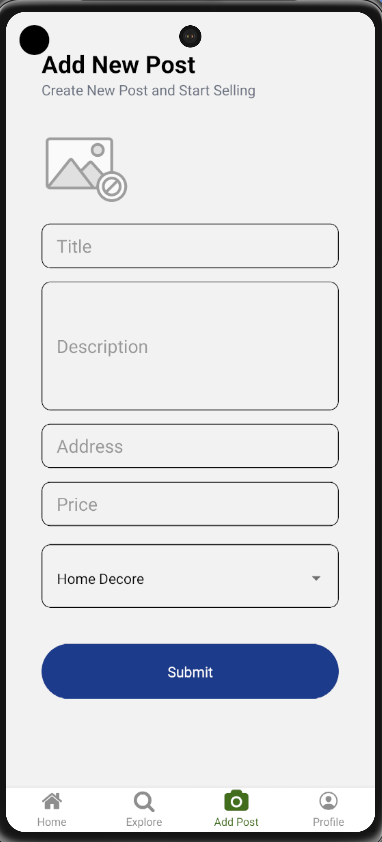 Add New Post
Create New Post and Start Selling
Title
Description
Address
Price
Home Decore
Submit
Home
Explore
Add Post
Profile